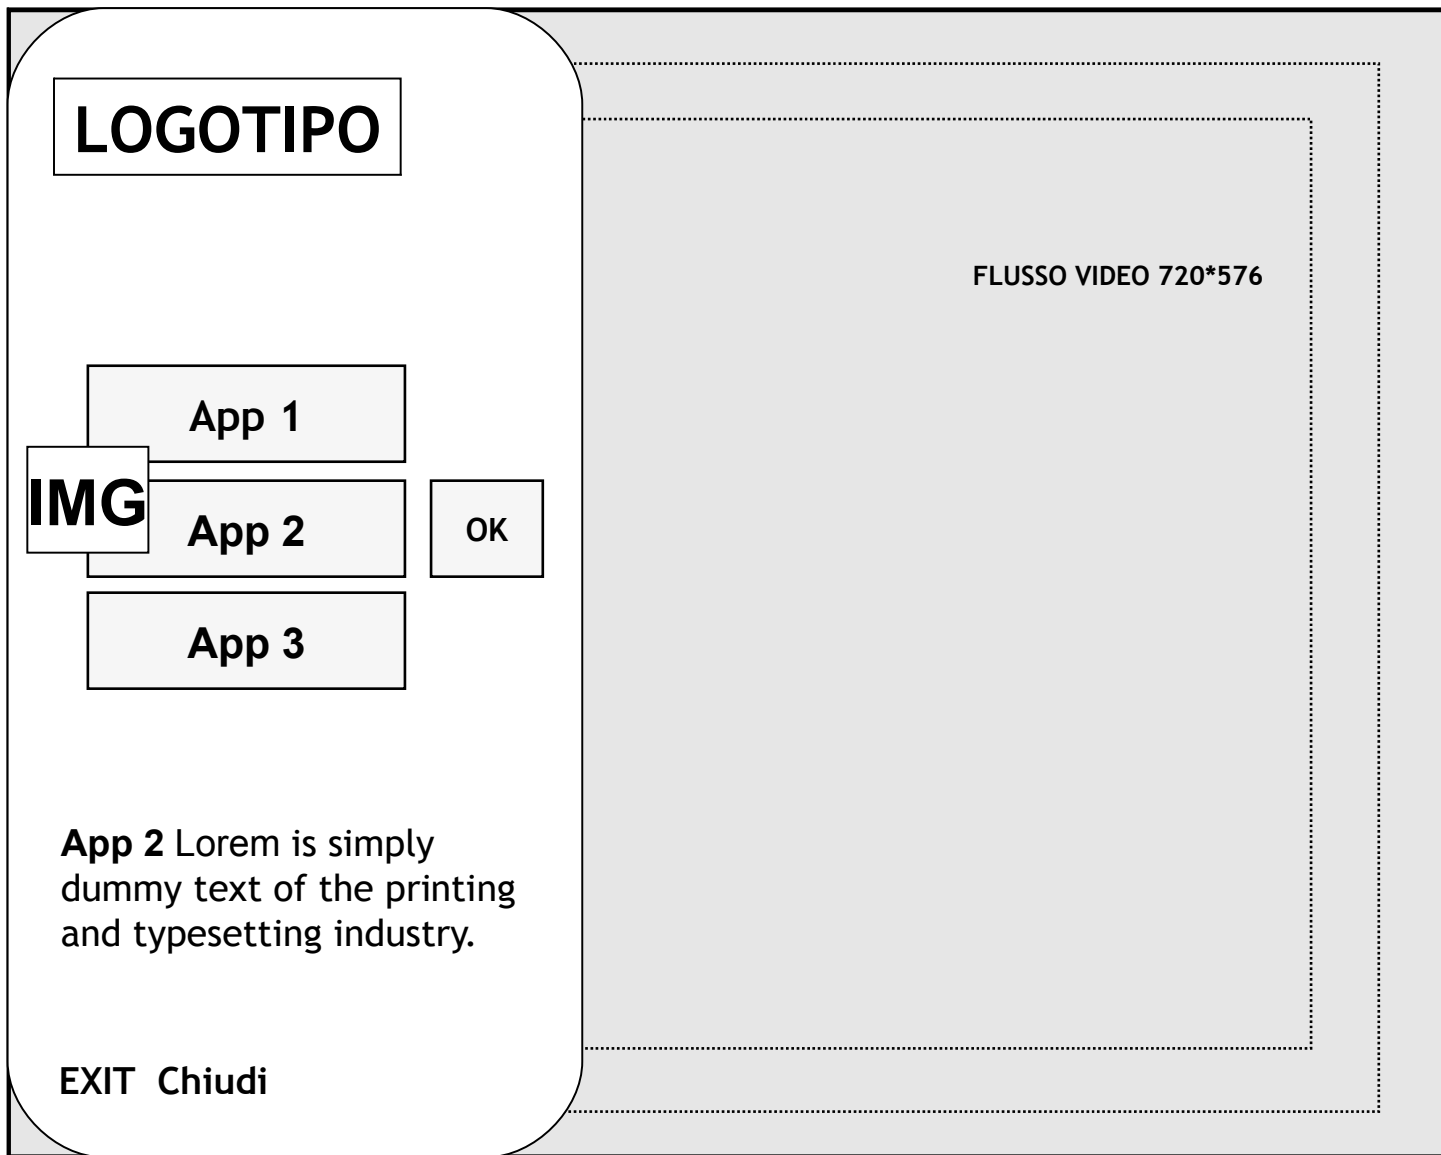 LOGOTIPO
FLUSSO VIDEO 720*576
App 1
IMG
App 2
OK
App 3
App 2 Lorem is simply
dummy text of the printing
and typesetting industry.
EXIT Chiudi